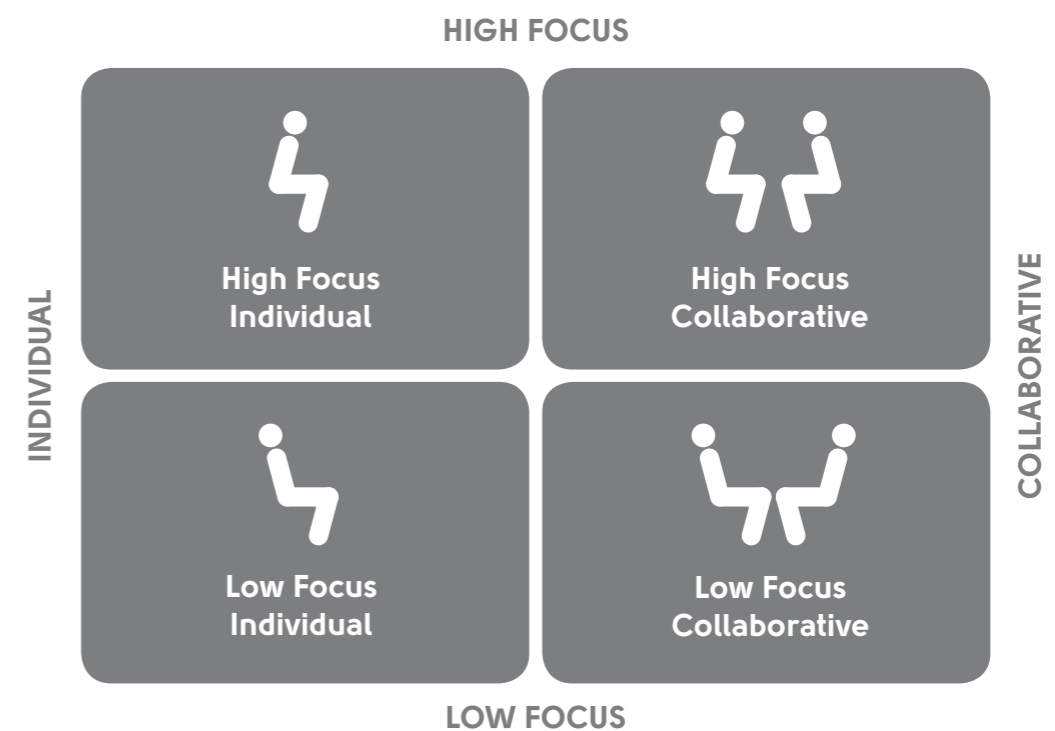 HIGH FOCUS
INDIVIDUAL
High Focus
Individual
High Focus
Collaborative
COLLABORATIVE
Low Focus
Individual
Low Focus
Collaborative
LOW FOCUS